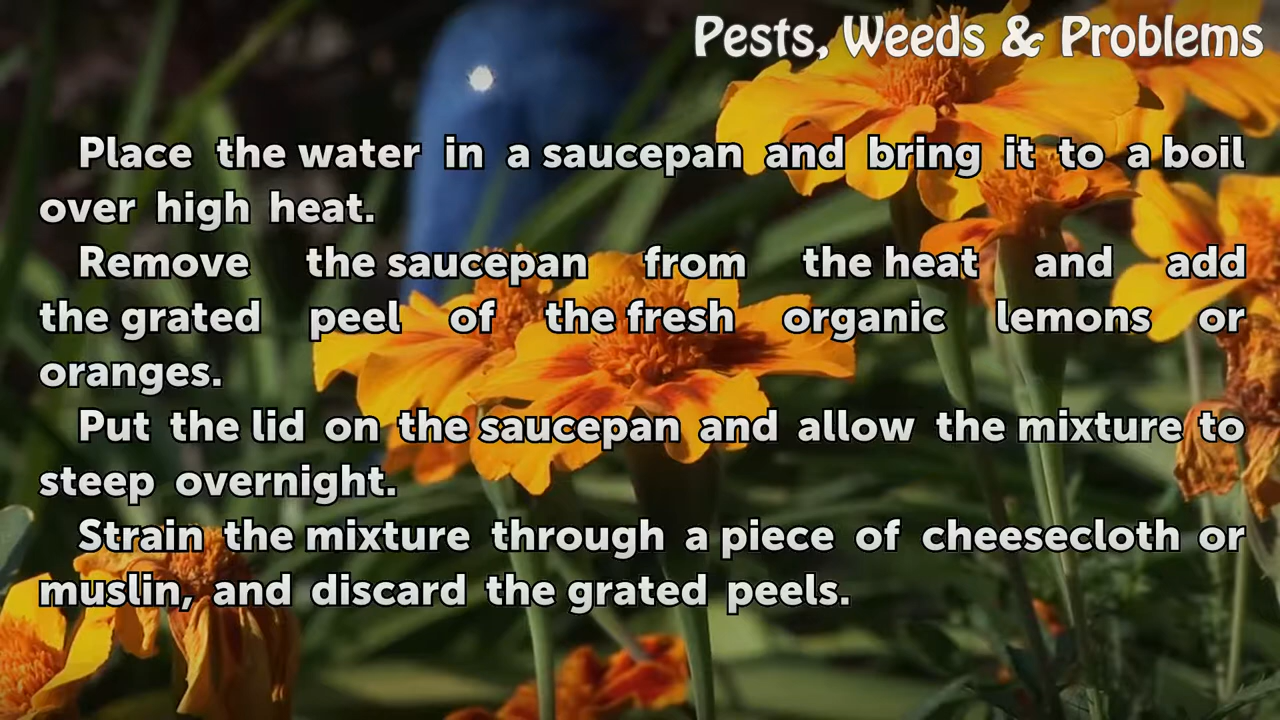 Pests, Weeds & Problems
Place the water in a saucepan and bring it to a boil
over high heat.
Remove the saucepan from the heat and add
the grated peel of the fresh organic lemons or
oranges.
Put the lid on the saucepan and allow the mixture to
steep overnight.
Strain the mixture through a piece of cheesecloth or
muslin, and discard the grated peels.